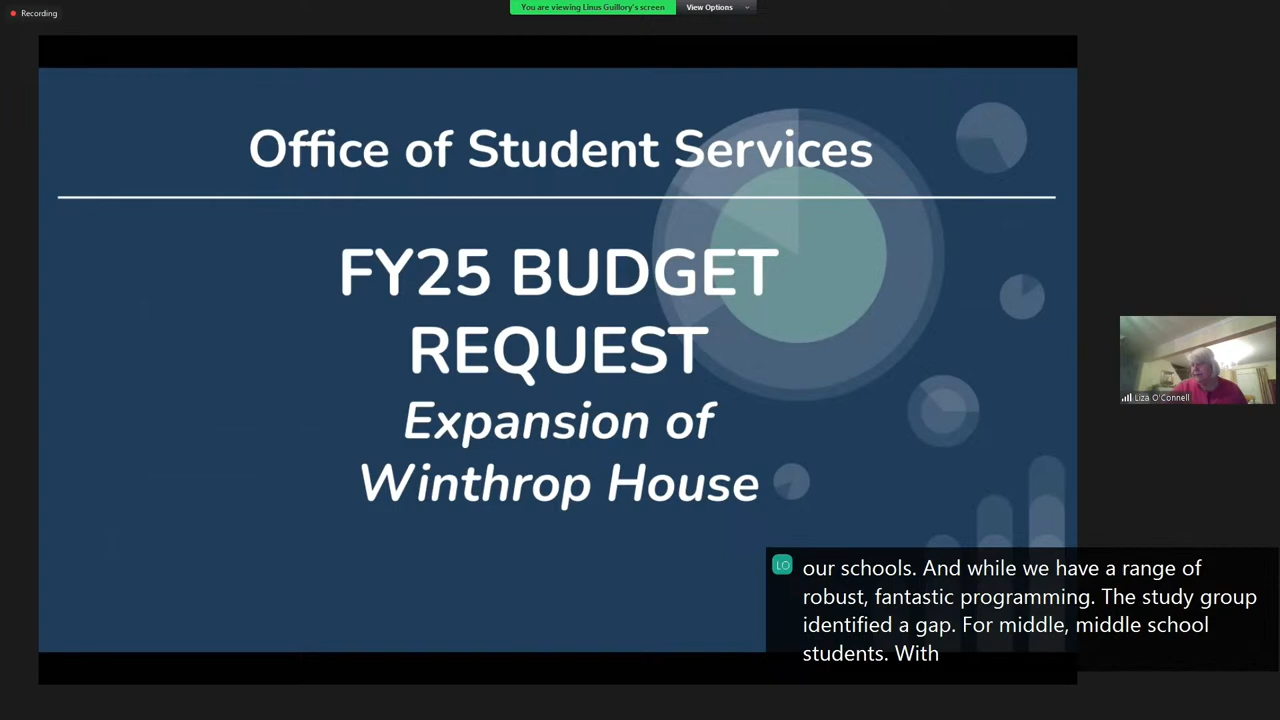 Recording
You are viewing Linus Guillory's screen
View Options
Office of Student Services
FY25 BUDGET
REQUEST
Expansion of
Winthrop House
Liza O'Connell
LO
our schools. And while we have a range of
robust, fantastic programming. The study group
identified a gap. For middle, middle school
students. With